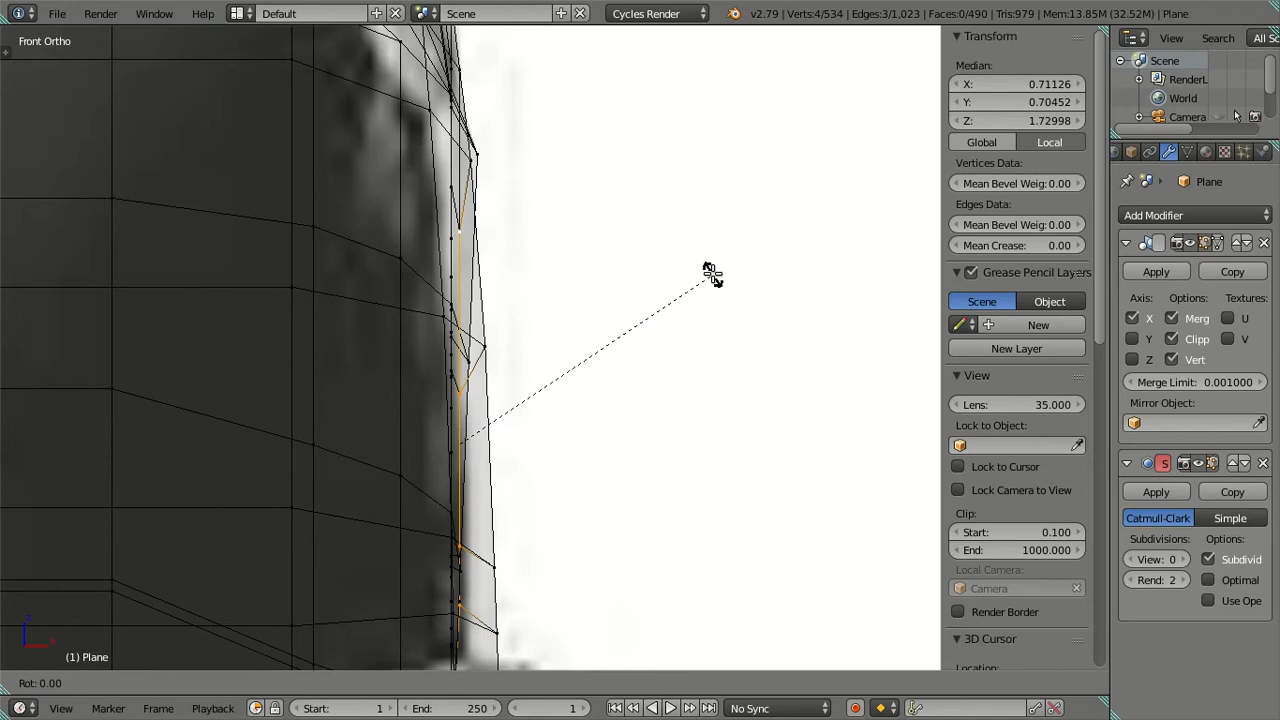 File Render Window Help Default Scene Cycles Render v2.79 | Verts:4/534 | Edges:3/1,023 | Faces:0/490 | Tris:979 | Mem:13.85M (32.52M) | Plane
Front Ortho
Transform
Median:
X: 0.71126
Y: 0.70452
Z: 1.72998
Global Local
Vertices Data:
Mean Bevel Weig: 0.00
Edges Data:
Mean Bevel Weig: 0.00
Mean Crease: 0.00
Grease Pencil Layers
Scene Object
New
New Layer
View
Lens: 35.000
Lock to Object:
Lock to Cursor
Lock Camera to View
Clip:
Start: 0.100
End: 1000.000
Local Camera:
Camera
Render Border
3D Cursor
Location:
View Search All Sc
Scene
RenderL
World
Camera
Plane
Add Modifier
Apply Copy
Axis: Options: Textures:
X Merg U
Y Clipp V
Z Vert
Merge Limit: 0.001000
Mirror Object:
S
Apply Copy
Catmull-Clark Simple
Subdivisions: Options:
View: 0 Subdivid
Rend: 2 Optimal
Use Ope
z
x
(1) Plane
Rot: 0.00
View Marker Frame Playback Start: 1 End: 250 1 No Sync